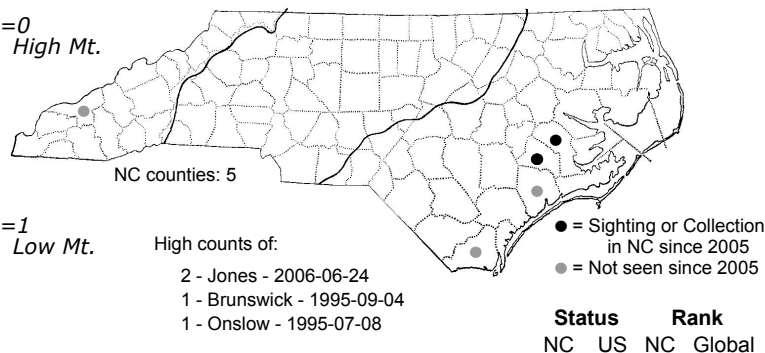 =0
High Mt.
NC counties: 5
=1
Low Mt.
High counts of:
2 - Jones - 2006-06-24
1 - Brunswick - 1995-09-04
1 - Onslow - 1995-07-08
= Sighting or Collection
in NC since 2005
= Not seen since 2005
Status Rank
NC US NC Global